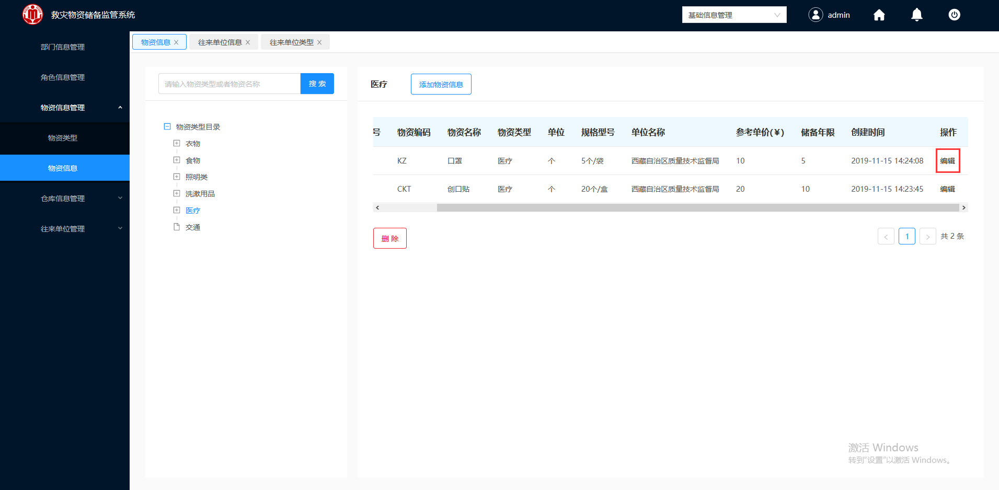 救灾物资储备监管系统
基础信息管理
admin
部门信息管理
角色信息管理
物资信息管理
物资类型
物资信息
仓库信息管理
往来单位管理
物资信息
往来单位信息
往来单位类型
请输入物资类型或者物资名称
搜 索
物资类型目录
衣物
食物
照明类
洗漱用品
医疗
交通
医疗
添加物资信息
号 物资编码 物资名称 物资类型 单位 规格型号 单位名称 参考单价(¥) 储备年限 创建时间 操作
KZ 口罩 医疗 个 5个/袋 西藏自治区质量技术监督局 10 5 2019-11-15 14:24:08 编辑
CKT 创口贴 医疗 个 20个/盒 西藏自治区质量技术监督局 20 10 2019-11-15 14:23:45 编辑
删 除
< 1 > 共 2 条
激活 Windows
转到"设置"以激活 Windows。